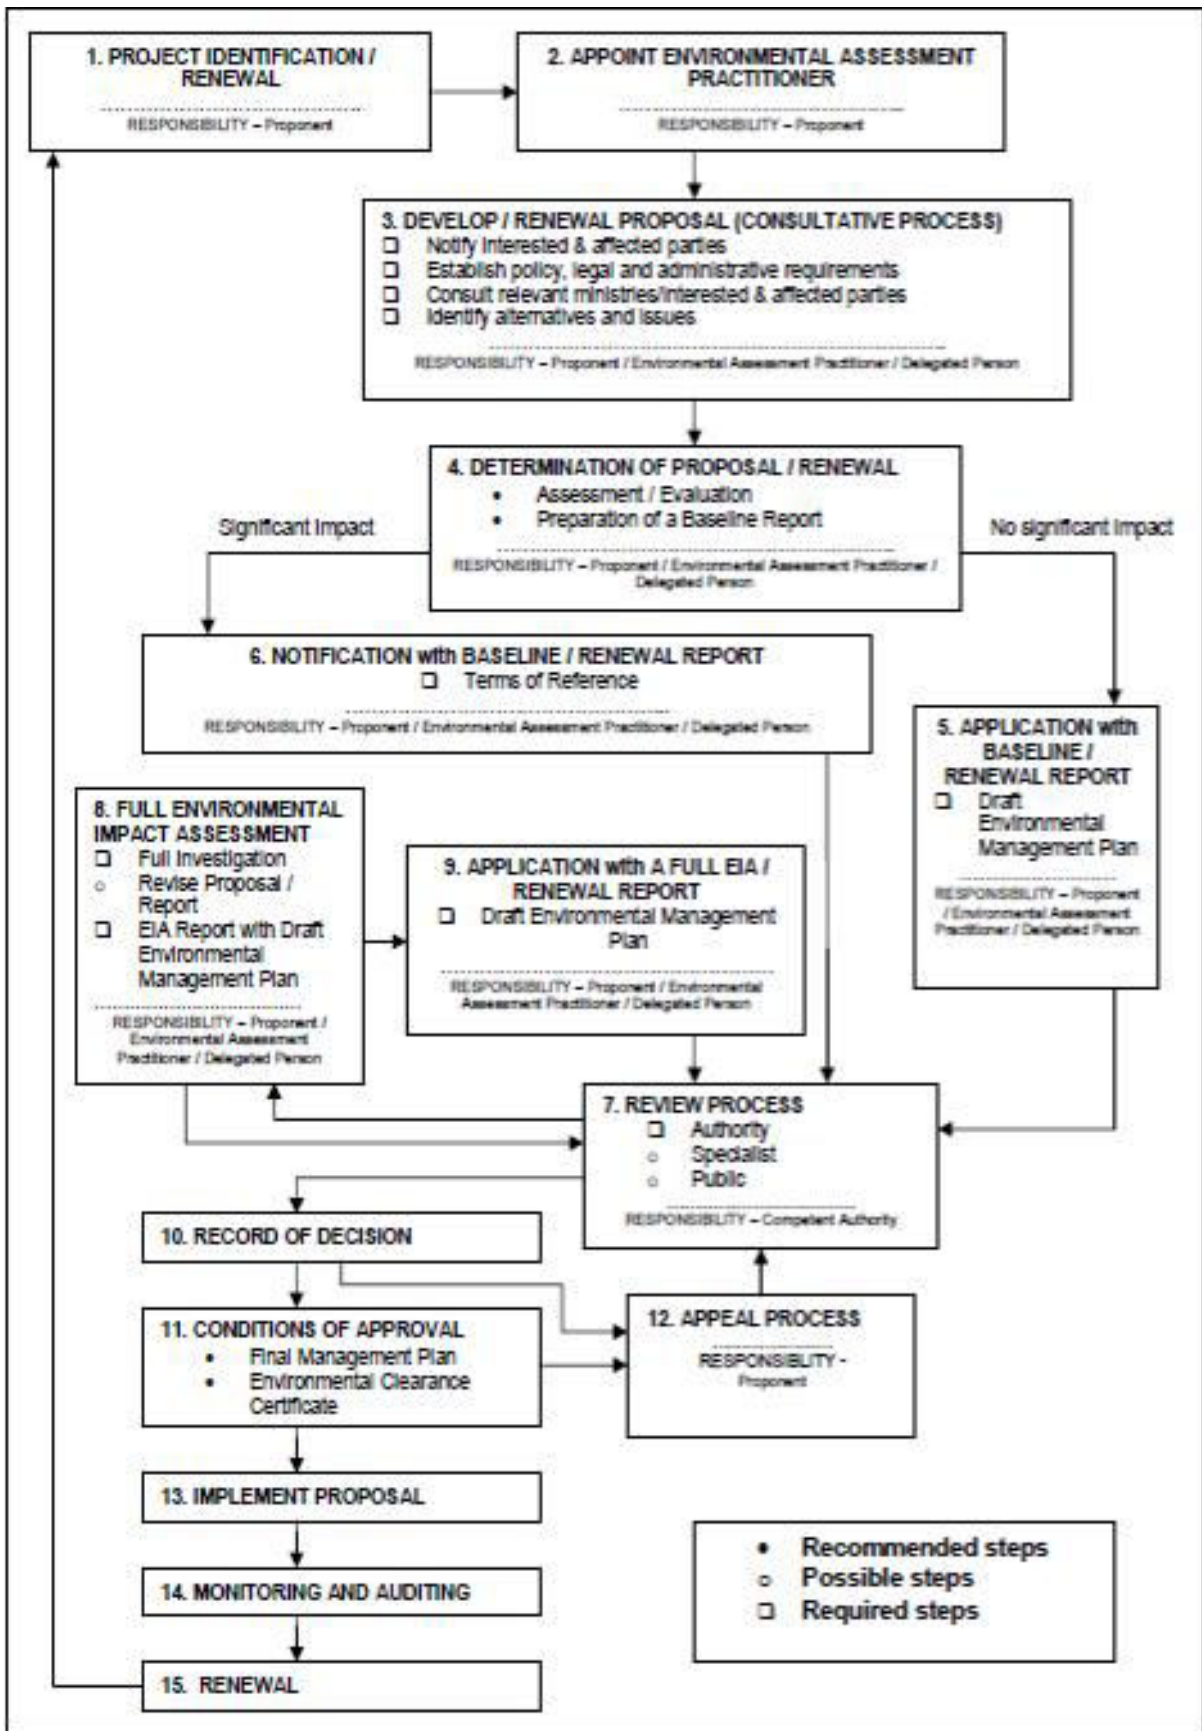 1. PROJECT IDENTIFICATION /
RENEWAL
RESPONSIBILITY – Proponent
2. APPOINT ENVIRONMENTAL ASSESSMENT
PRACTITIONER
RESPONSIBILITY – Proponent
3. DEVELOP / RENEWAL PROPOSAL (CONSULTATIVE PROCESS)
❑ Notify interested & affected parties
❑ Establish policy, legal and administrative requirements
❑ Consult relevant ministries/interested & affected parties
❑ Identify alternatives and issues
RESPONSIBILITY – Proponent / Environmental Assessment Practitioner / Delegated Person
4. DETERMINATION OF PROPOSAL / RENEWAL
• Assessment / Evaluation
• Preparation of a Baseline Report
RESPONSIBILITY – Proponent / Environmental Assessment Practitioner /
Delegated Person
Significant Impact
No significant Impact
6. NOTIFICATION with BASELINE / RENEWAL REPORT
❑ Terms of Reference
RESPONSIBILITY – Proponent / Environmental Assessment Practitioner / Delegated Person
5. APPLICATION with
BASELINE /
RENEWAL REPORT
❑ Draft
Environmental
Management Plan
RESPONSIBILITY – Proponent
/ Environmental Assessment
Practitioner / Delegated Person
8. FULL ENVIRONMENTAL
IMPACT ASSESSMENT
❑ Full Investigation
○ Revise Proposal /
Report
❑ EIA Report with Draft
Environmental
Management Plan
RESPONSIBILITY – Proponent /
Environmental Assessment
Practitioner / Delegated Person
9. APPLICATION with A FULL EIA /
RENEWAL REPORT
❑ Draft Environmental Management
Plan
RESPONSIBILITY – Proponent / Environmental
Assessment Practitioner / Delegated Person
7. REVIEW PROCESS
❑ Authority
○ Specialist
○ Public
RESPONSIBILITY – Competent Authority
10. RECORD OF DECISION
11. CONDITIONS OF APPROVAL
• Final Management Plan
• Environmental Clearance
Certificate
12. APPEAL PROCESS
RESPONSIBLITY -
Proponent
13. IMPLEMENT PROPOSAL
14. MONITORING AND AUDITING
15. RENEWAL
• Recommended steps
○ Possible steps
❑ Required steps